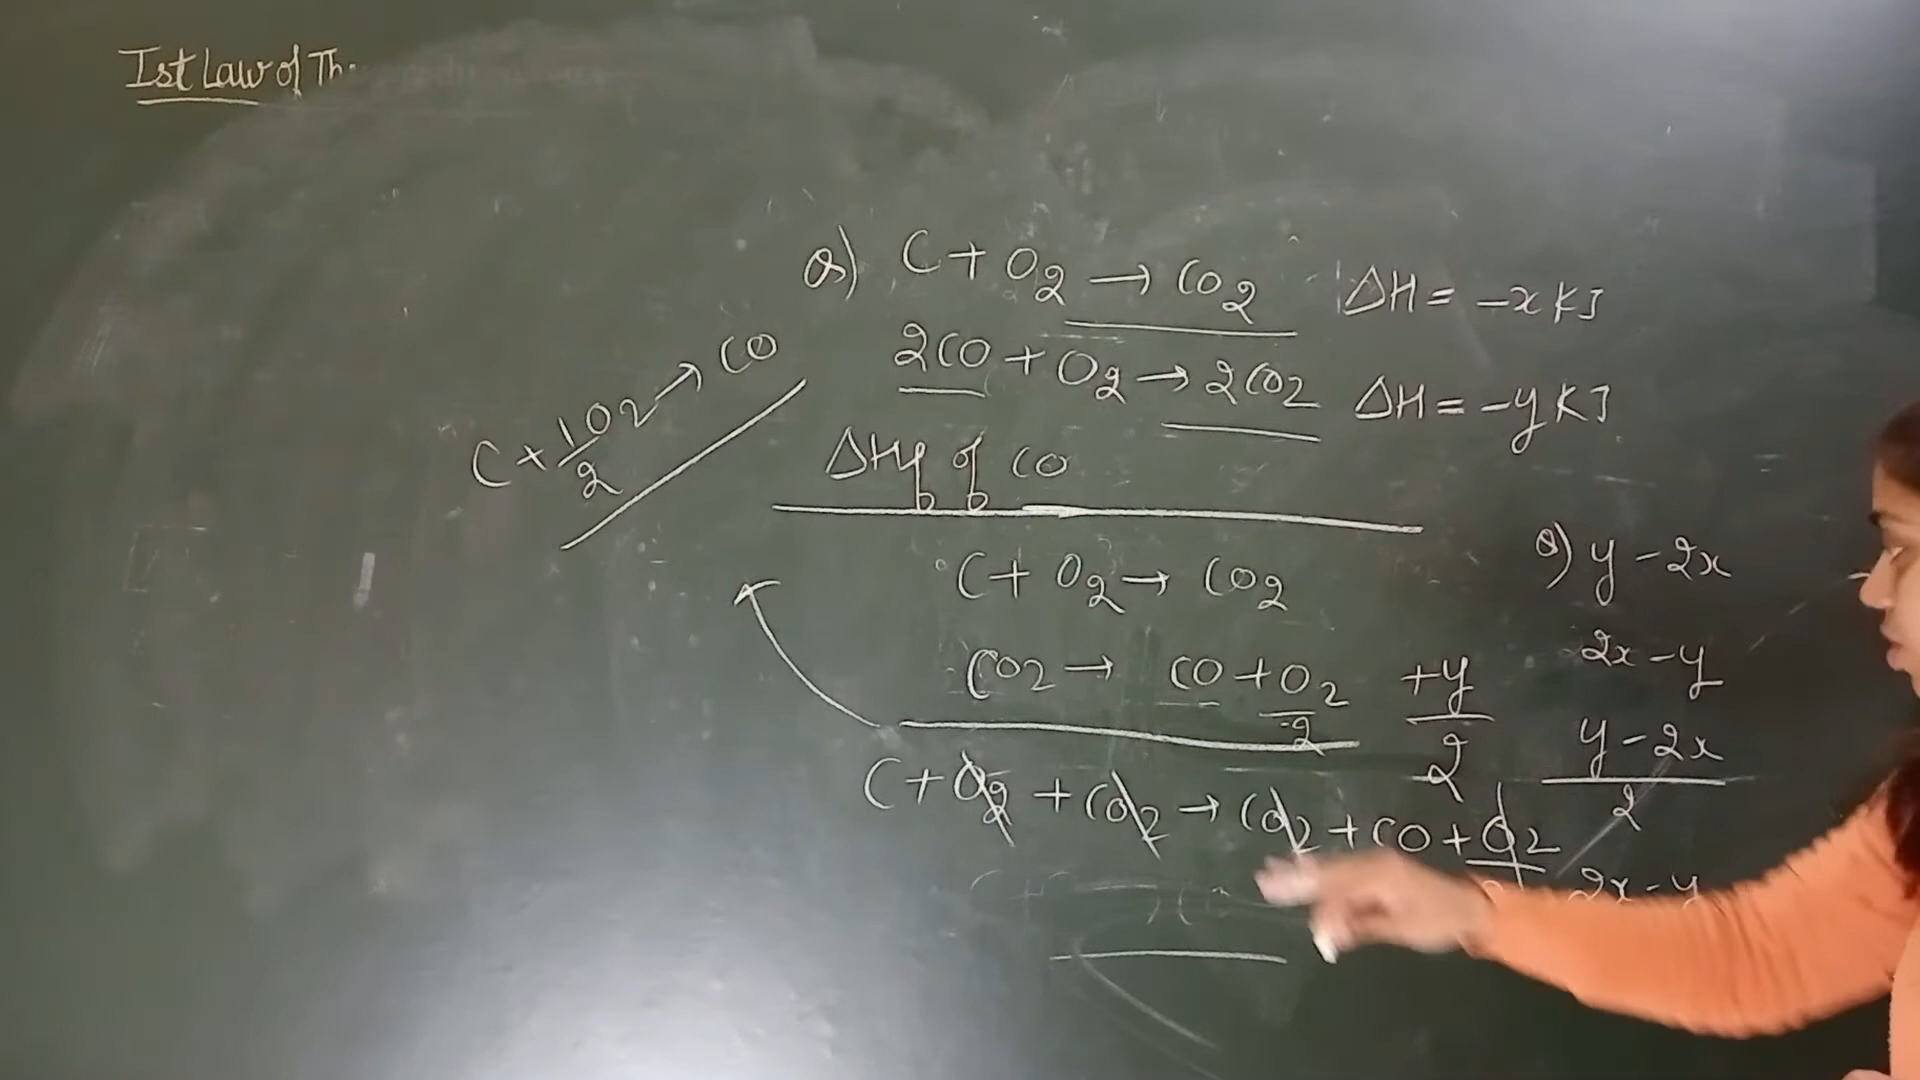 Ist Law of Th
Q) C + O2 → CO2 ΔH = -x KJ
2CO + O2 → 2CO2 ΔH = -y KJ
C + 1/2 O2 → CO
ΔHf of CO
C + O2 → CO2
CO2 → CO + O2/2 +y/2
C + O2 + CO2 → CO2 + CO + O2
a) y - 2x
2x - y
y - 2x/2
2x - y